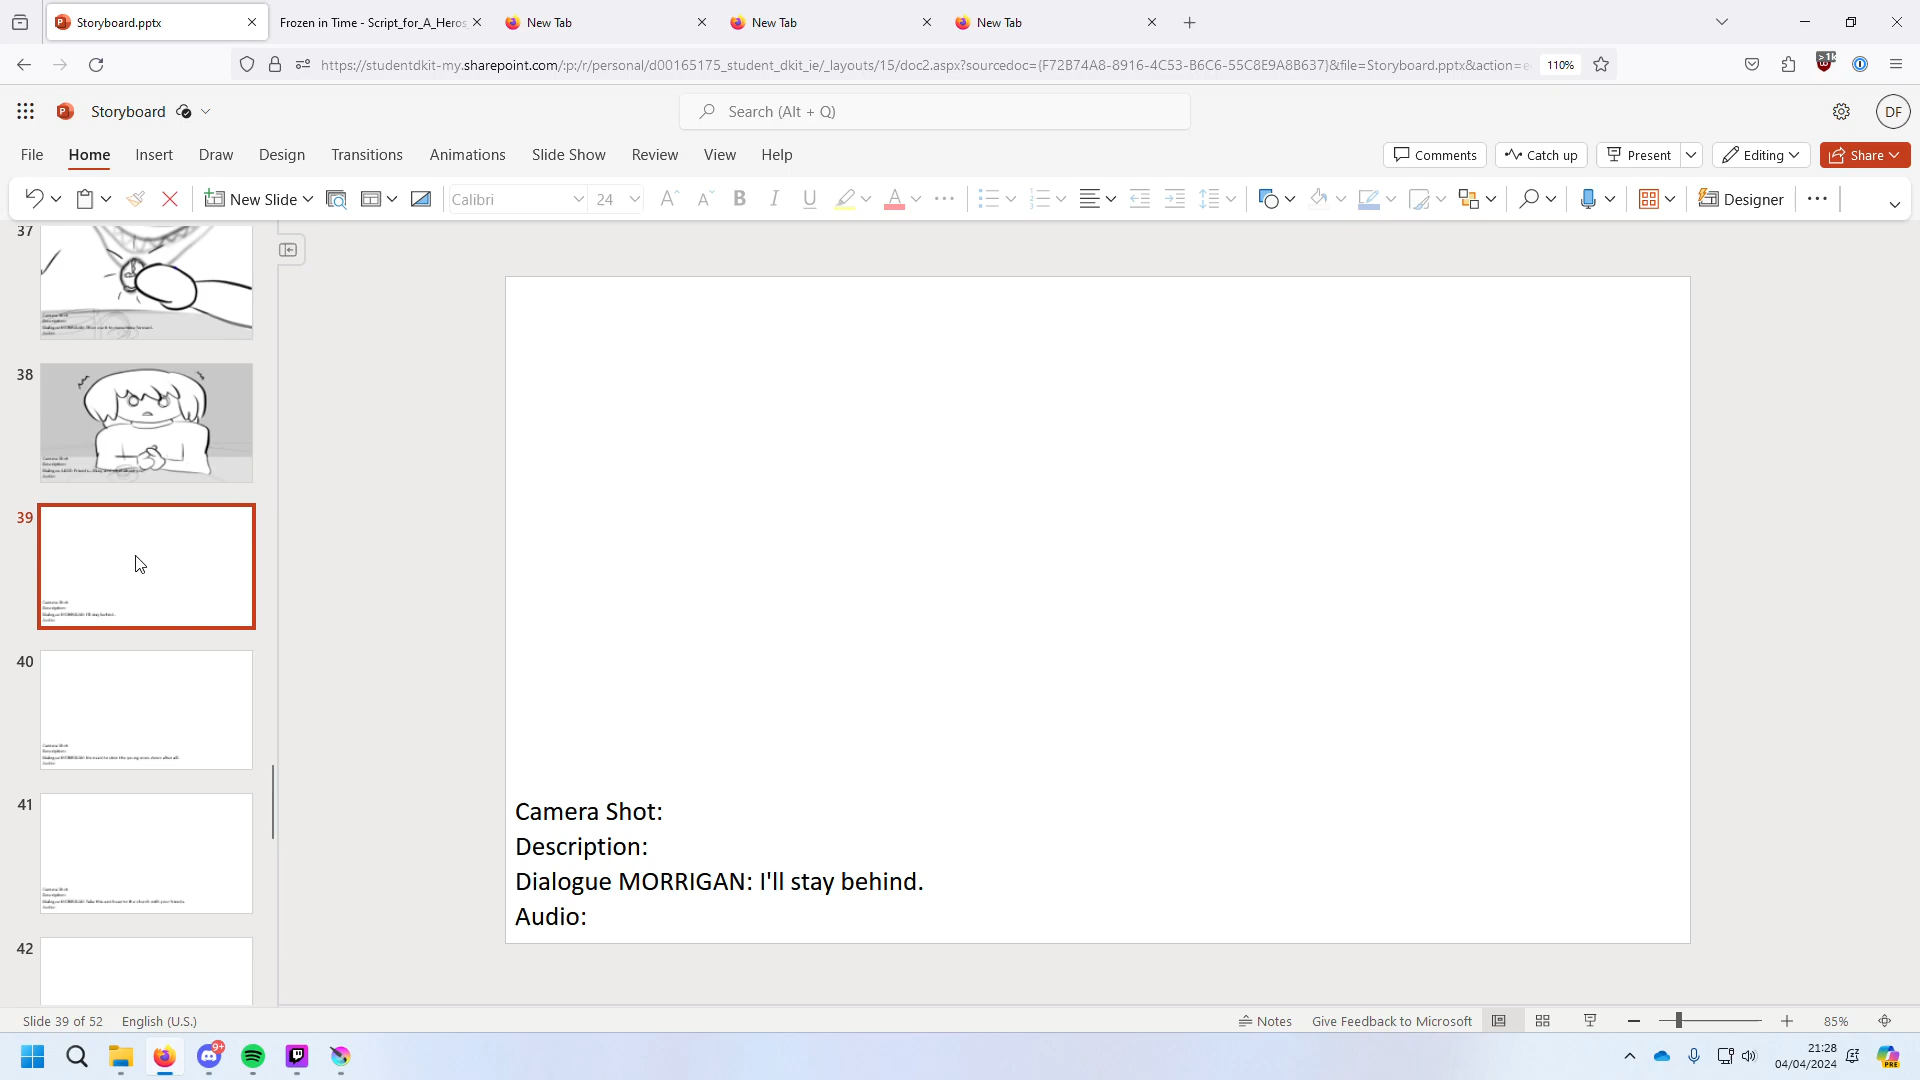 Storyboard.pptx
Frozen in Time - Script_for_A_Heros
New Tab
New Tab
New Tab
https://studentdkit-my.sharepoint.com/:p:/r/personal/d00165175_student_dkit_ie/_layouts/15/doc2.aspx?sourcedoc={F72B74A8-8916-4C53-B6C6-55C8E9A8B637}&file=Storyboard.pptx&action=e
110%
>1k
Storyboard
Search (Alt + Q)
DF
File Home Insert Draw Design Transitions Animations Slide Show Review View Help
Comments Catch up Present Editing Share
New Slide
Calibri 24
Designer
37
38
39
40
41
42
Camera Shot:
Description:
Dialogue MORRIGAN: I'll stay behind.
Audio:
Slide 39 of 52 English (U.S.)
Notes Give Feedback to Microsoft 85%
9+
21:28
04/04/2024
PRE